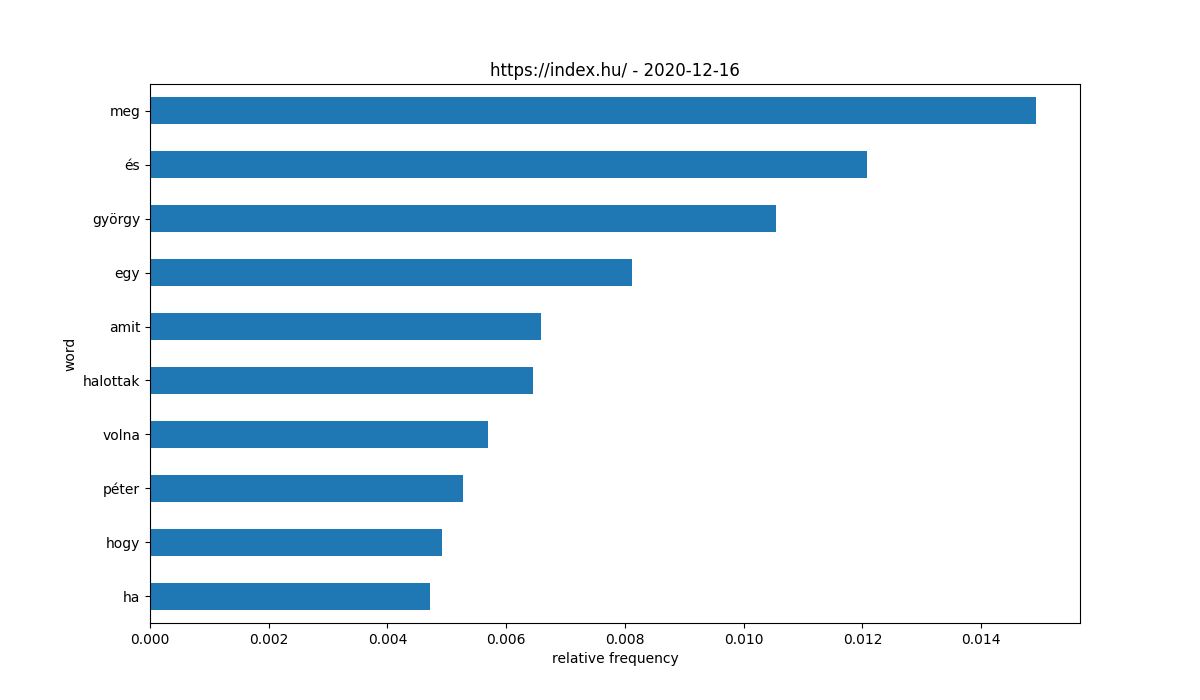 https://index.hu/ - 2020-12-16
meg
és
györgy
egy
amit
halottak
volna
péter
hogy
ha
word
0.000 0.002 0.004 0.006 0.008 0.010 0.012 0.014
relative frequency